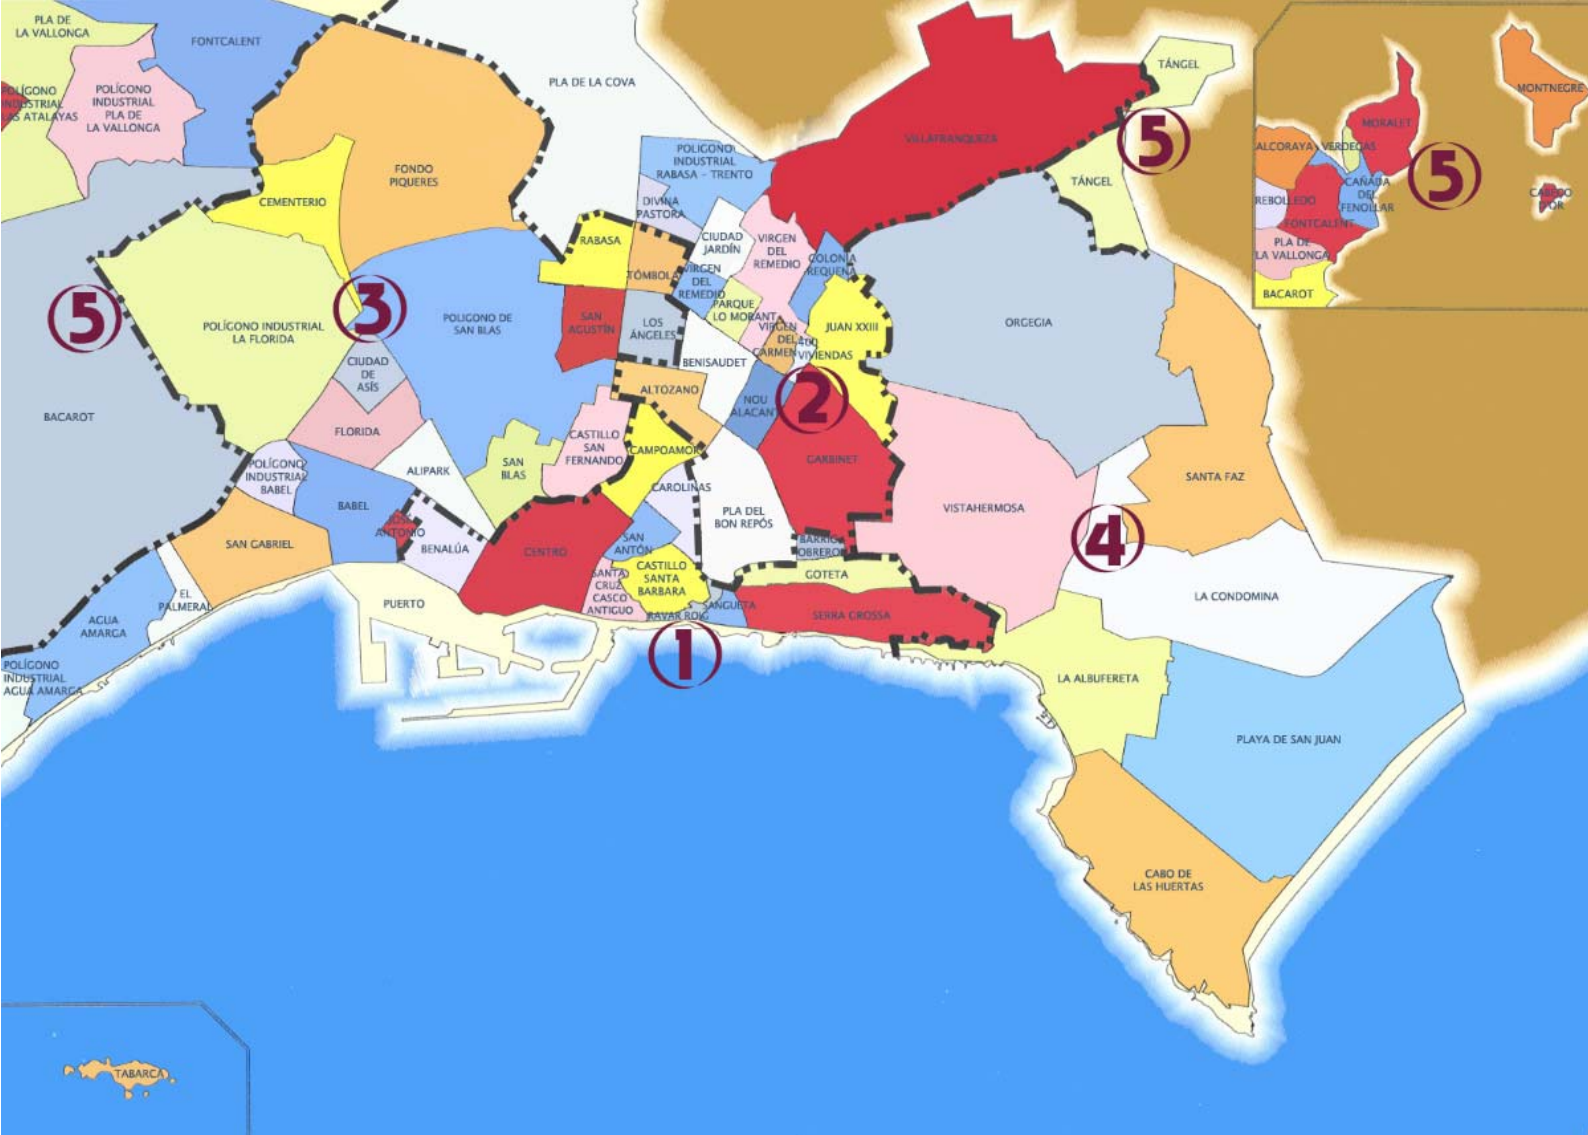 PLA DE
LA VALLONGA
FONTCALENT
POLÍGONO
INDUSTRIAL
LAS ATALAYAS
POLÍGONO
INDUSTRIAL
PLA DE
LA VALLONGA
FONDO
PIQUERES
CEMENTERIO
PLA DE LA COVA
POLIGONO
INDUSTRIAL
RABASA - TRENTO
DIVINA
PASTORA
VILLAFRANQUEZA
TÁNGEL
5
TÁNGEL
ALCORAYA
VERDEGAS
MORALET
MONTNEGRE
CAÑADA
DEL
FENOLLAR
5
CABEÇO
D'OR
REBOLLEDO
FONTCALENT
PLA DE
LA VALLONGA
BACAROT
RABASA
TÓMBOLA
CIUDAD
JARDÍN
VIRGEN
DEL
REMEDIO
VIRGEN
DEL
REMEDIO
COLONIA
REQUENA
PARQUE
LO MORANT
VIRGEN
DEL
CARMEN
400
VIVIENDAS
JUAN XXIII
ORGEGIA
5
3
POLÍGONO INDUSTRIAL
LA FLORIDA
POLIGONO DE
SAN BLAS
SAN
AGUSTÍN
LOS
ÁNGELES
BENISAUDET
CIUDAD
DE
ASÍS
BACAROT
FLORIDA
ALTOZANO
NOU
ALACANT
2
GARBINET
CASTILLO
SAN
FERNANDO
CAMPOAMOR
CAROLINAS
PLA DEL
BON REPÓS
POLÍGONO
INDUSTRIAL
BABEL
ALIPARK
SAN
BLAS
BABEL
JOSÉ
ANTONIO
BENALÚA
CENTRO
SAN
ANTÓN
SAN GABRIEL
SANTA FAZ
VISTAHERMOSA
4
BARRIO
OBRERO
GOTETA
CASTILLO
SANTA
BARBARA
SANTA
CRUZ
CASCO
ANTIGUO
RAVAR ROIG
SANGUETA
SERRA GROSSA
LA CONDOMINA
EL
PALMERAL
AGUA
AMARGA
PUERTO
1
POLÍGONO
INDUSTRIAL
AGUA AMARGA
LA ALBUFERETA
PLAYA DE SAN JUAN
CABO DE
LAS HUERTAS
TABARCA